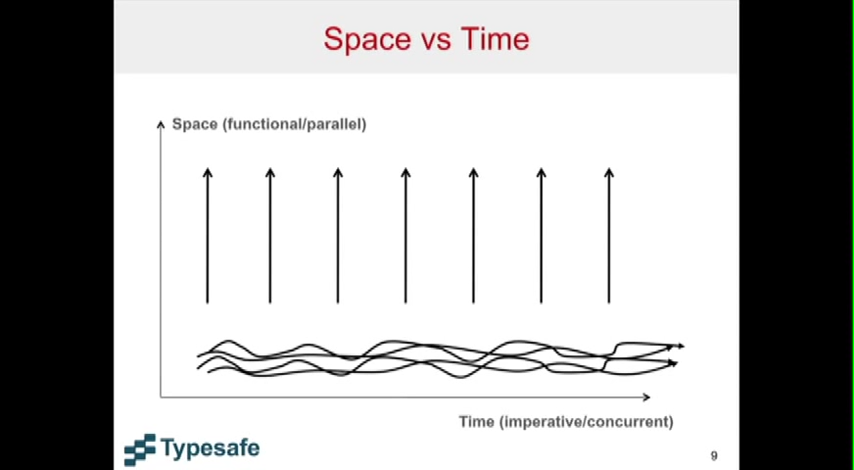 Space vs Time
Space (functional/parallel)
Time (imperative/concurrent)
Typesafe
9